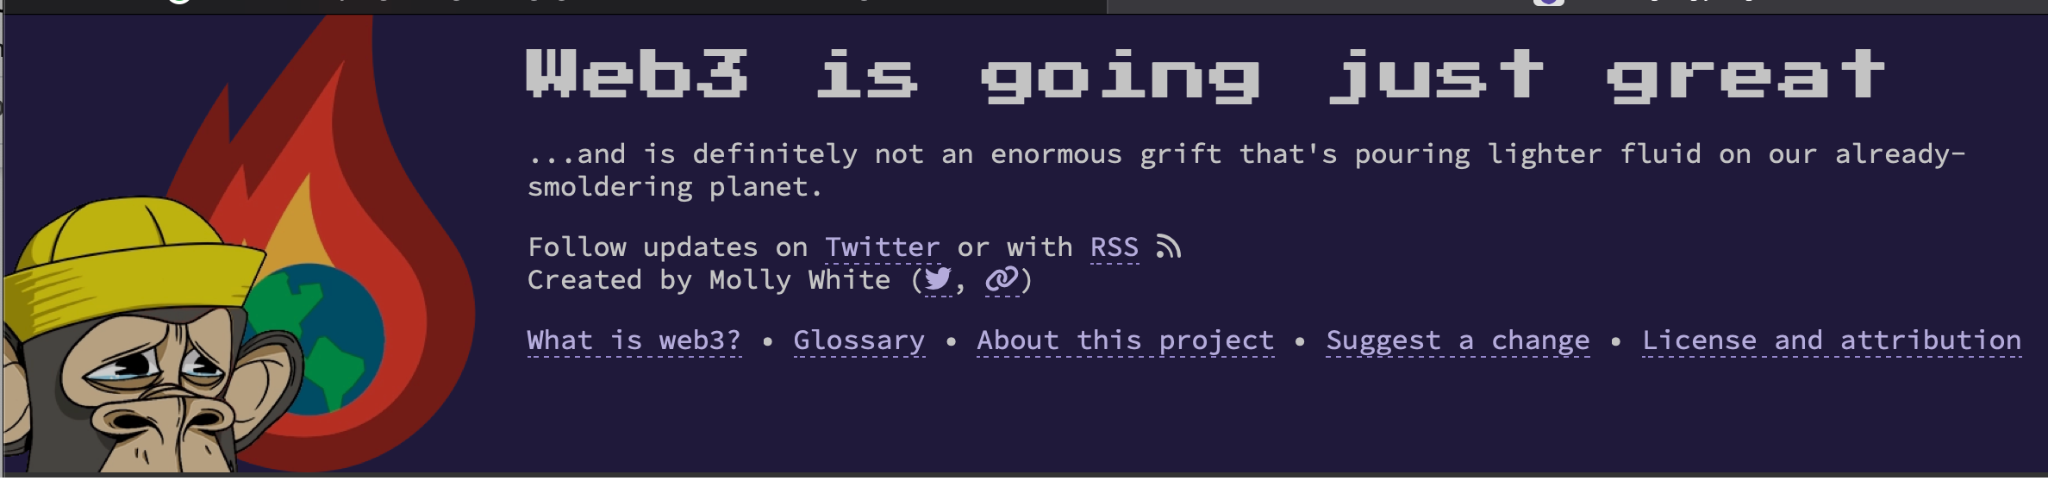 Web3 is going just great
...and is definitely not an enormous grift that's pouring lighter fluid on our already-
smoldering planet.
Follow updates on Twitter or with RSS
Created by Molly White (, )
What is web3? • Glossary • About this project • Suggest a change • License and attribution